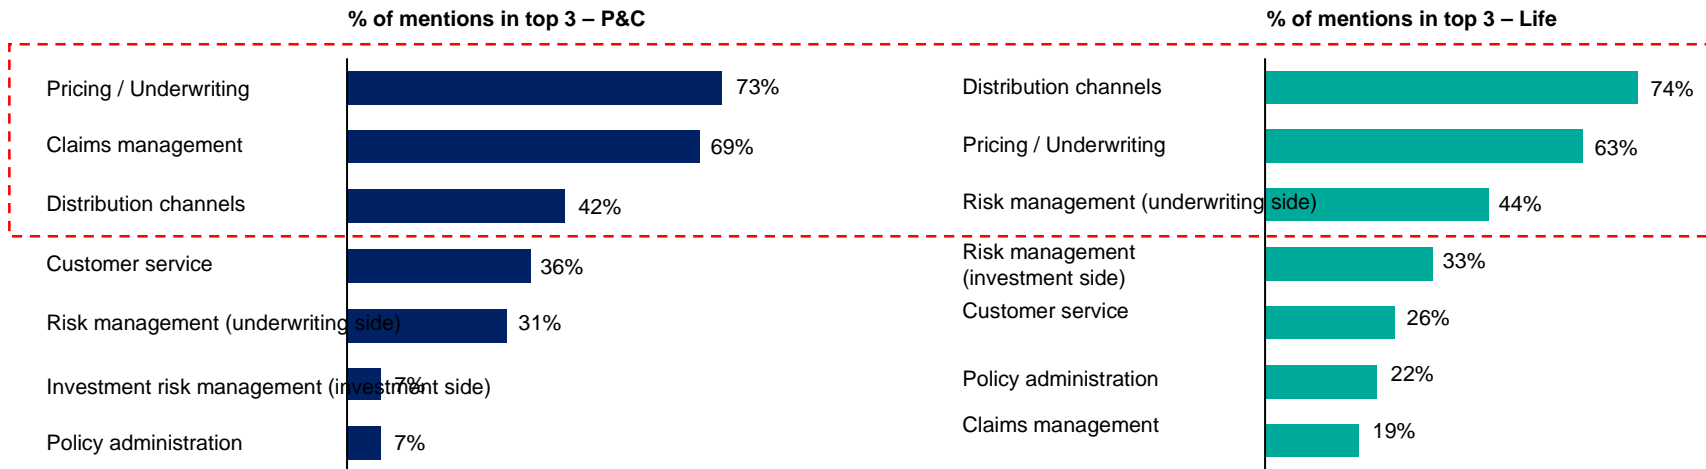 % of mentions in top 3 – P&C
Pricing / Underwriting
73%
Claims management
69%
Distribution channels
42%
Customer service
36%
Risk management (underwriting side)
31%
Investment risk management (investment side)
7%
Policy administration
7%
% of mentions in top 3 – Life
Distribution channels
74%
Pricing / Underwriting
63%
Risk management (underwriting side)
44%
Risk management
(investment side)
33%
Customer service
26%
Policy administration
22%
Claims management
19%